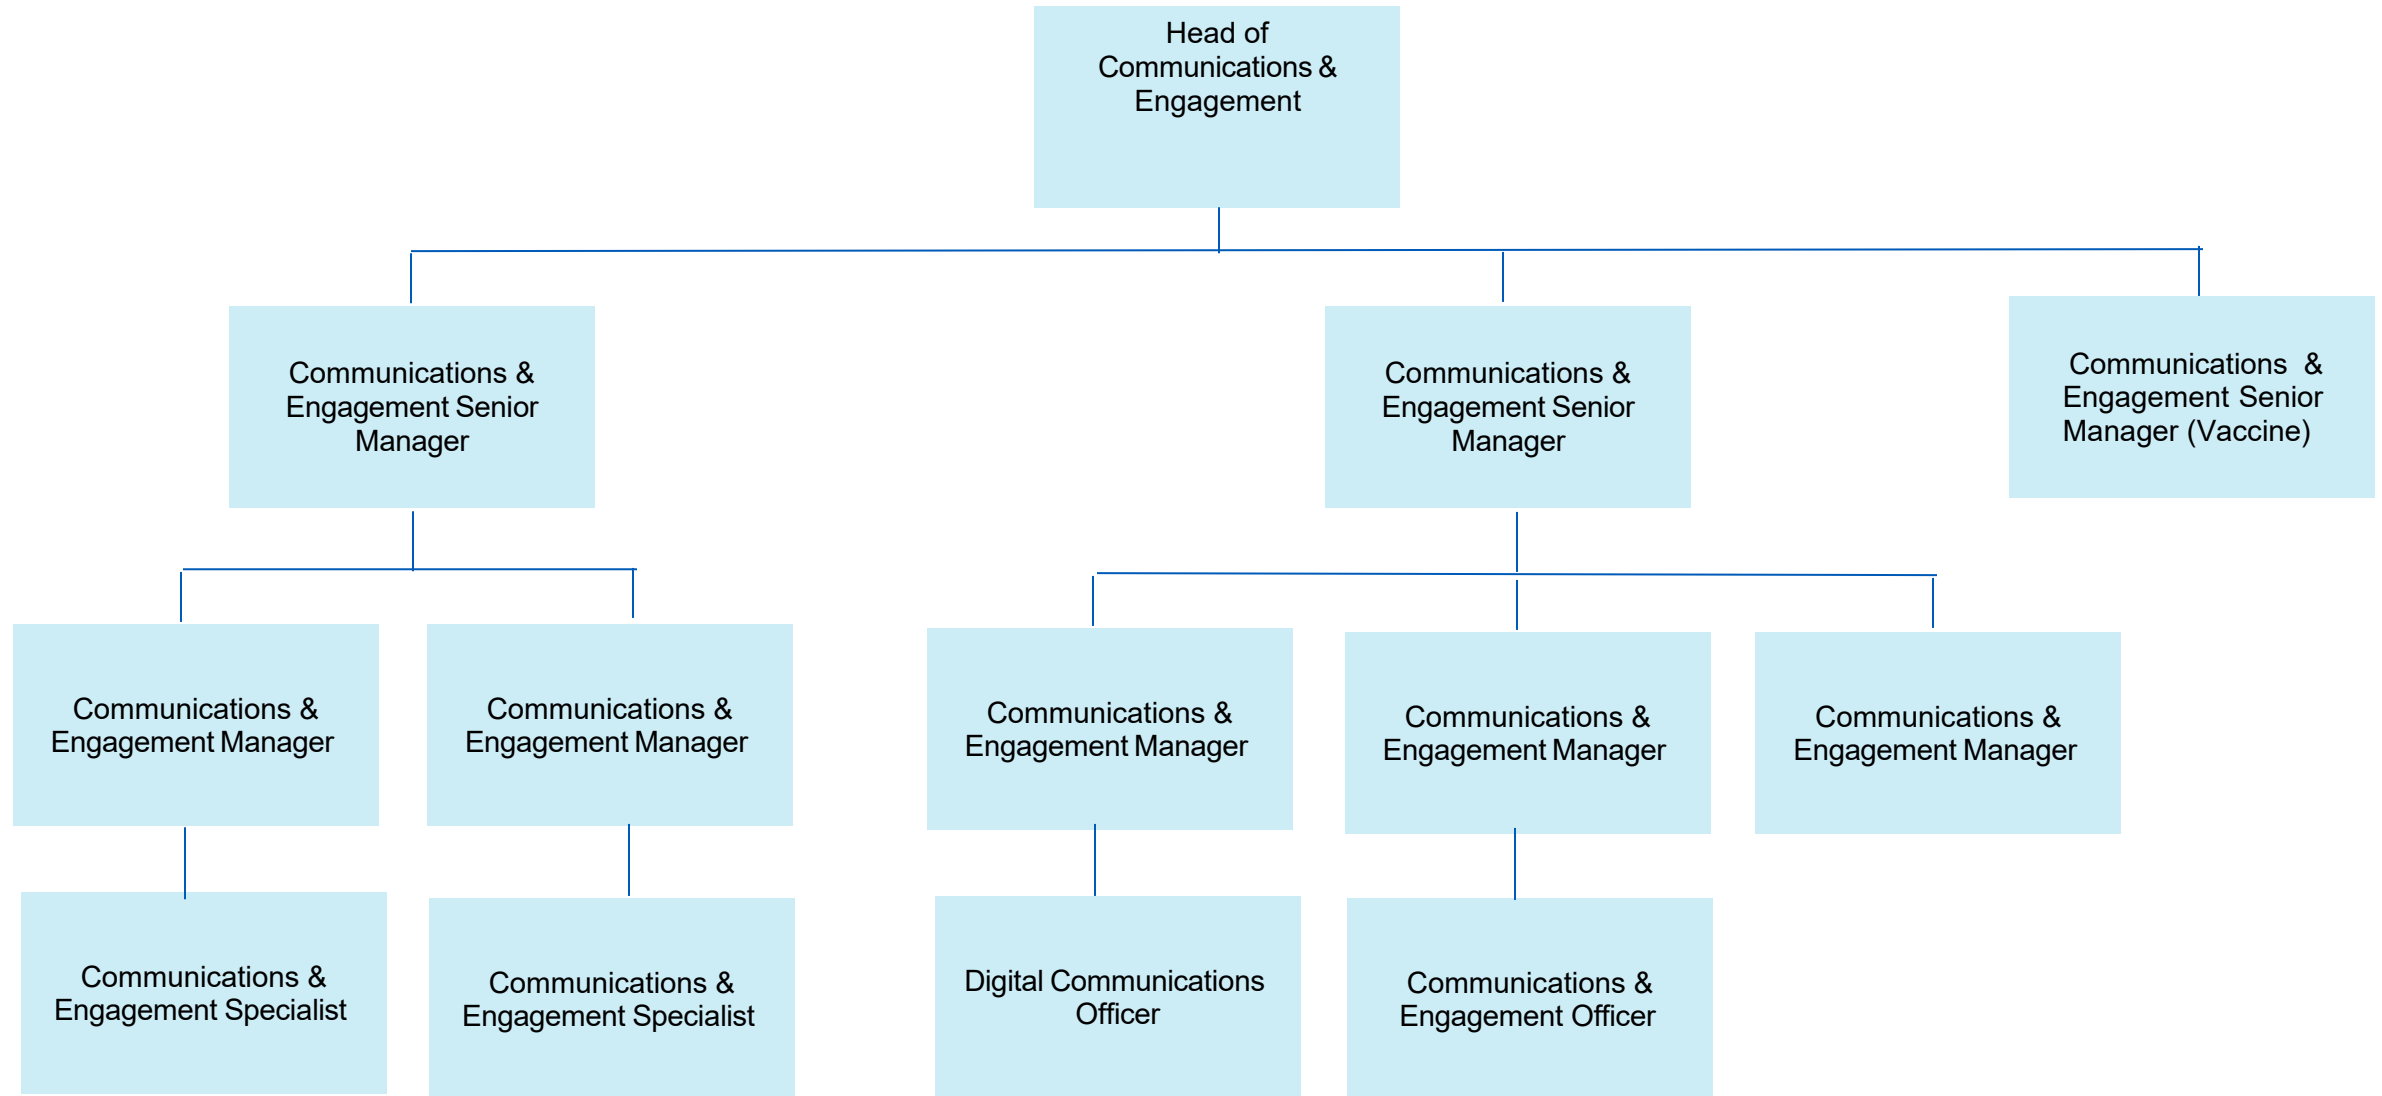 Head of
Communications &
Engagement
Communications &
Engagement Senior
Manager
Communications &
Engagement Senior
Manager
Communications &
Engagement Senior
Manager (Vaccine)
Communications &
Engagement Manager
Communications &
Engagement Manager
Communications &
Engagement Manager
Communications &
Engagement Manager
Communications &
Engagement Manager
Communications &
Engagement Specialist
Communications &
Engagement Specialist
Digital Communications
Officer
Communications &
Engagement Officer